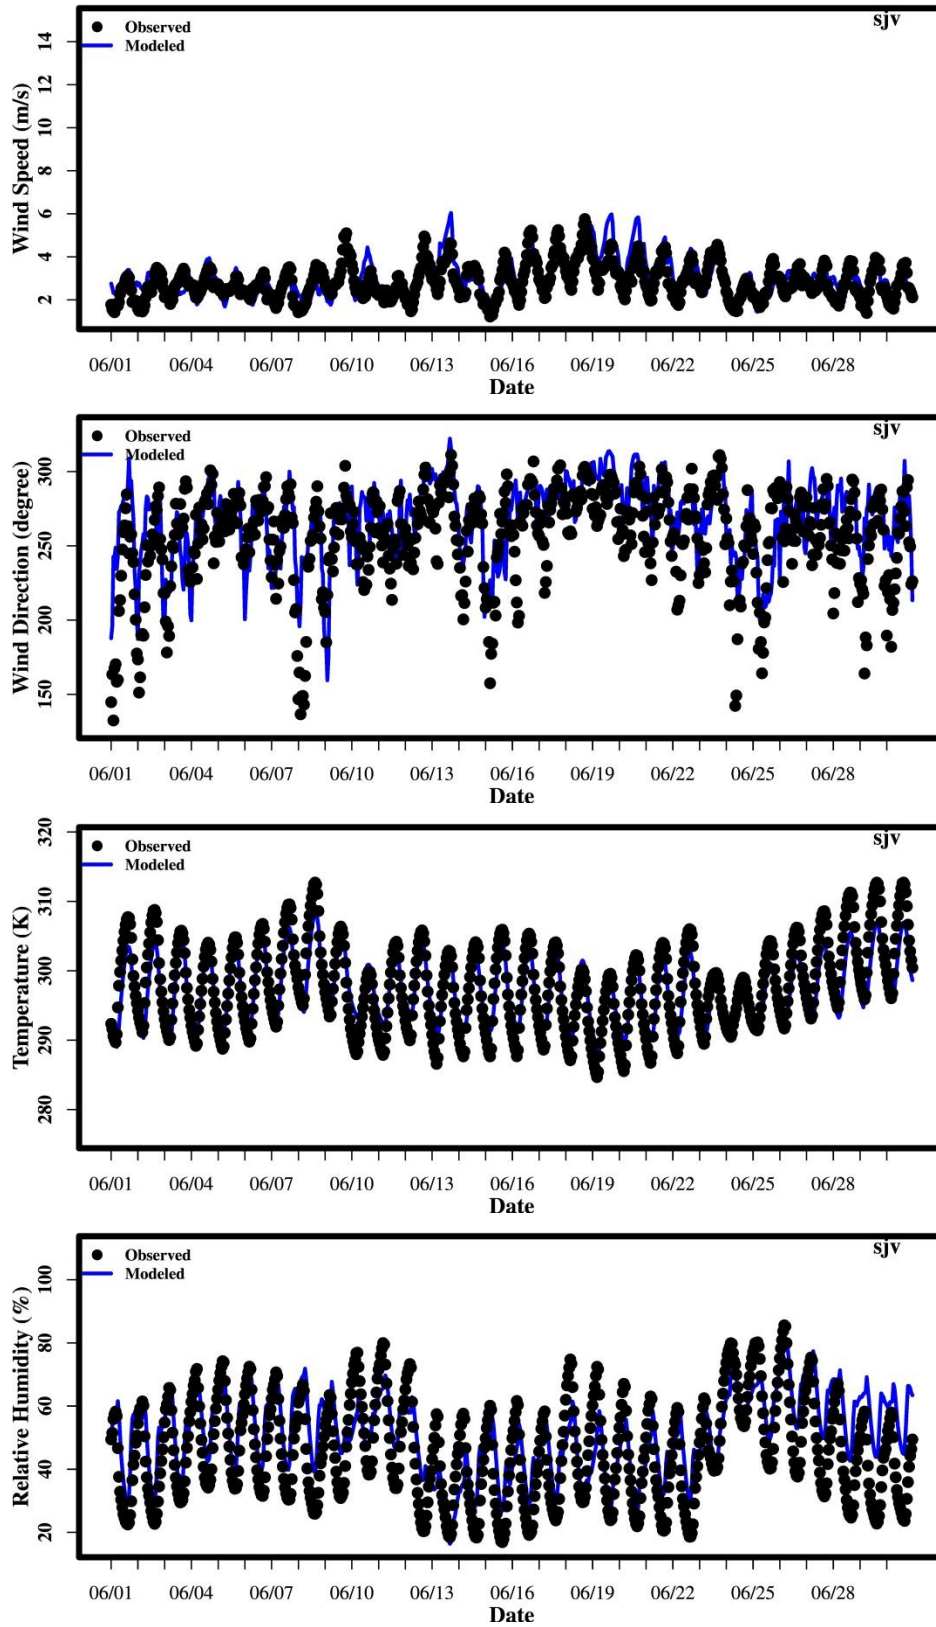 sjv
Observed
Modeled
Wind Speed (m/s)
14
12
10
8
6
4
2
06/01 06/04 06/07 06/10 06/13 06/16 06/19 06/22 06/25 06/28
Date
sjv
Observed
Modeled
Wind Direction (degree)
300
250
200
150
06/01 06/04 06/07 06/10 06/13 06/16 06/19 06/22 06/25 06/28
Date
sjv
Observed
Modeled
Temperature (K)
320
310
300
290
280
06/01 06/04 06/07 06/10 06/13 06/16 06/19 06/22 06/25 06/28
Date
sjv
Observed
Modeled
Relative Humidity (%)
100
80
60
40
20
06/01 06/04 06/07 06/10 06/13 06/16 06/19 06/22 06/25 06/28
Date